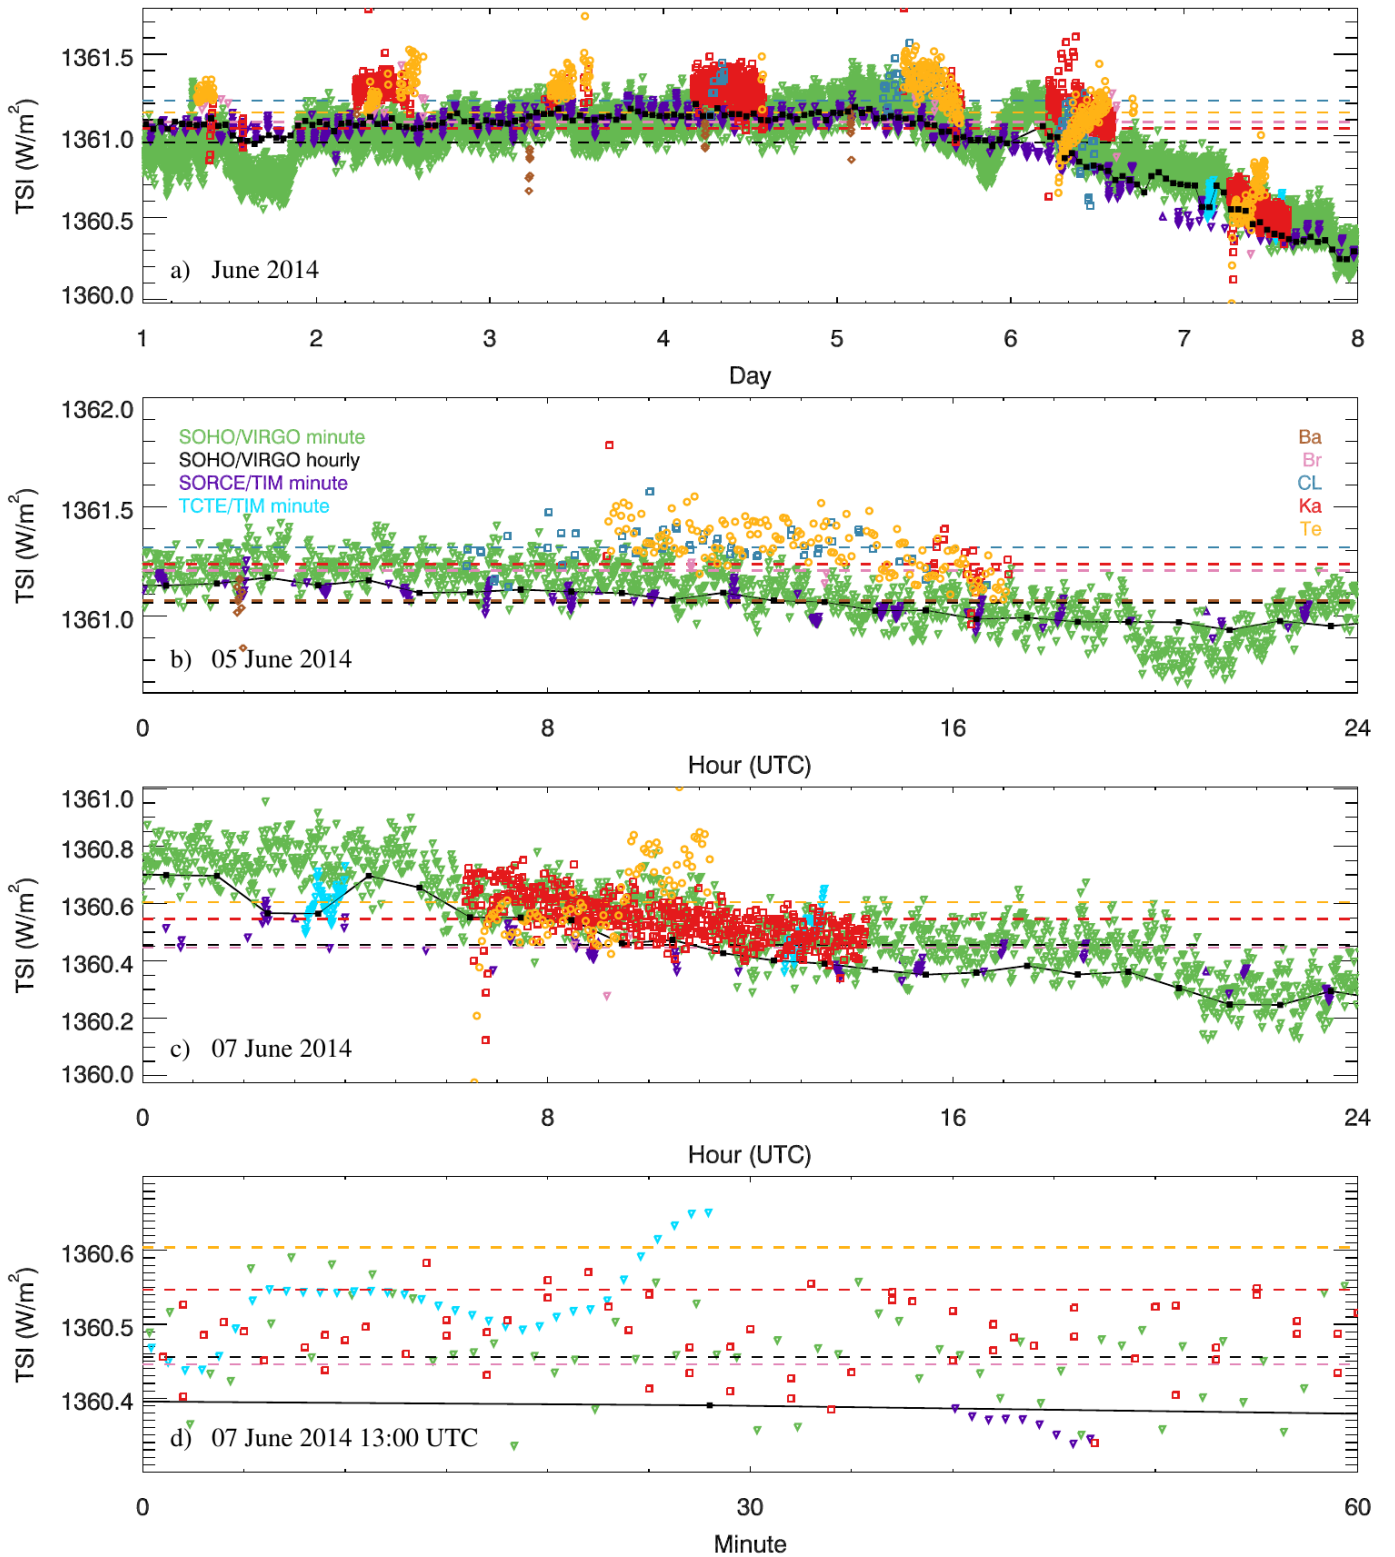 TSI (W/m²)
1361.5
1361.0
1360.5
1360.0
a) June 2014
1 2 3 4 5 6 7 8
Day
TSI (W/m²)
1362.0
1361.5
1361.0
SOHO/VIRGO minute
SOHO/VIRGO hourly
SORCE/TIM minute
TCTE/TIM minute
Ba
Br
CL
Ka
Te
b) 05 June 2014
0 8 16 24
Hour (UTC)
TSI (W/m²)
1361.0
1360.8
1360.6
1360.4
1360.2
1360.0
c) 07 June 2014
0 8 16 24
Hour (UTC)
TSI (W/m²)
1360.6
1360.5
1360.4
d) 07 June 2014 13:00 UTC
0 30 60
Minute